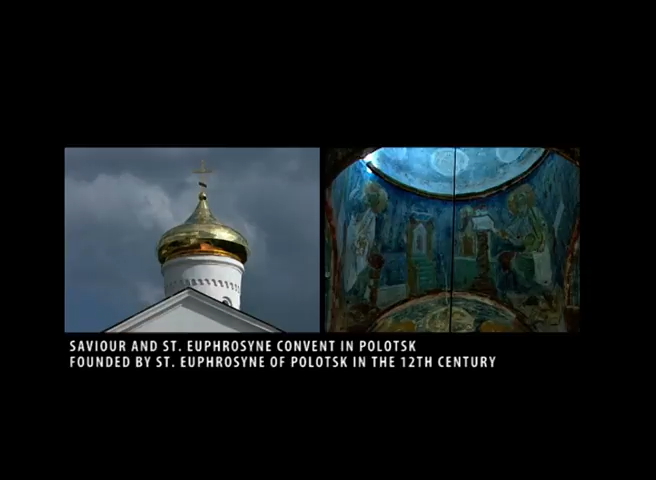 SAVIOUR AND ST. EUPHROSYNE CONVENT IN POLOTSK
FOUNDED BY ST. EUPHROSYNE OF POLOTSK IN THE 12TH CENTURY